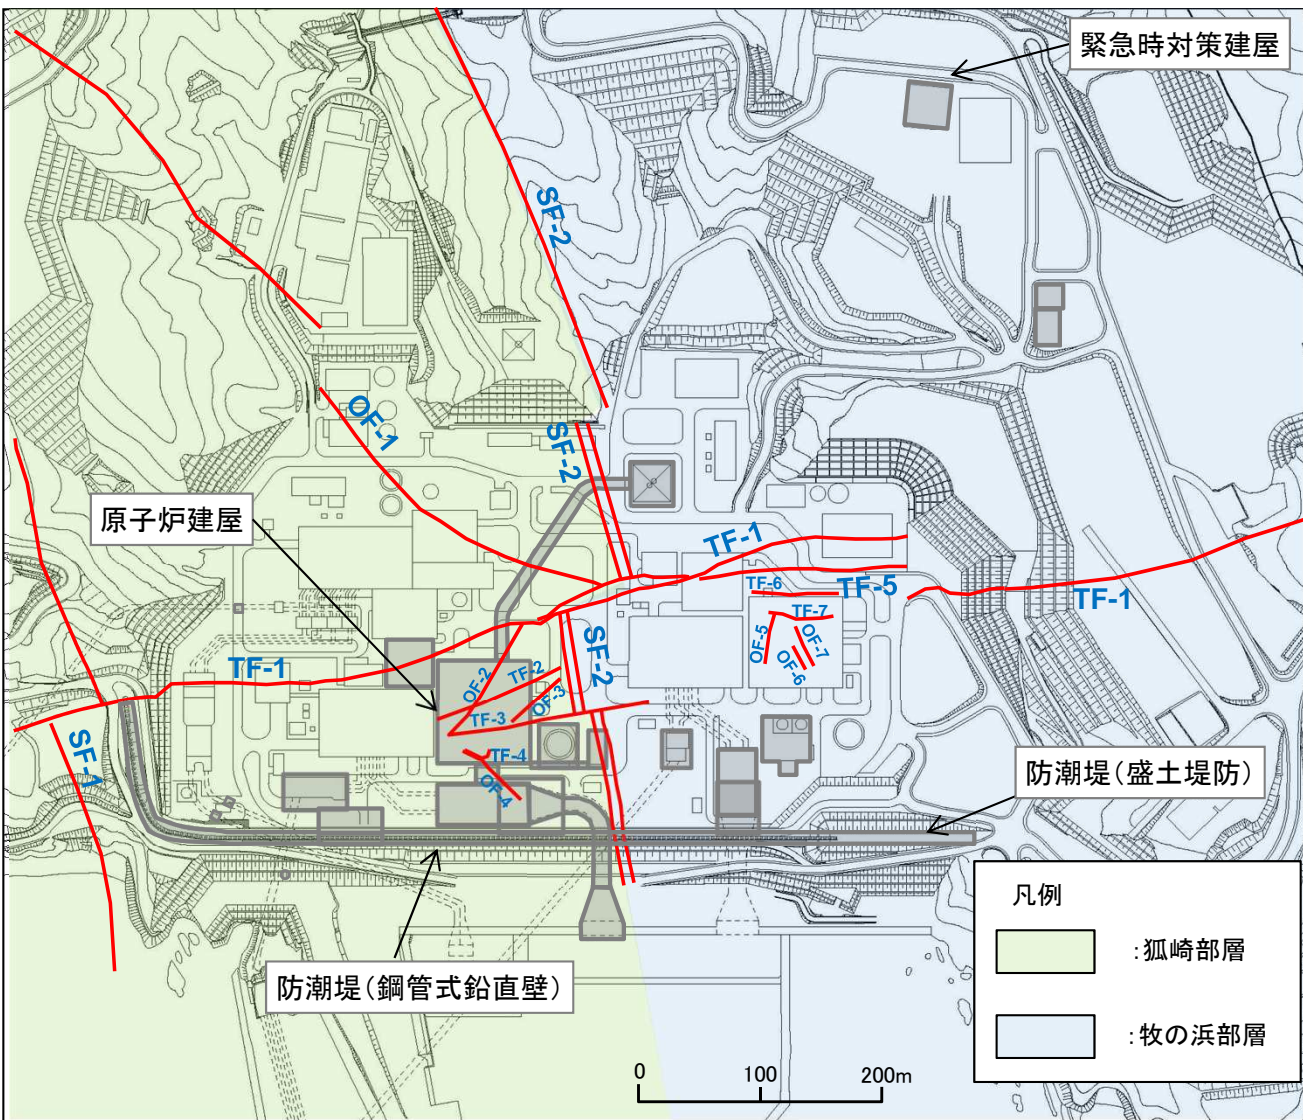 緊急時対策建屋
SF-2
OF-1
SF-2
原子炉建屋
TF-1
TF-6
TF-5
TF-1
TF-7
OF-5
OF-7
OF-6
SF-2
TF-1
OF-2
TF-2
OF-3
TF-3
TF-4
OF-4
SF-1
防潮堤(盛土堤防)
防潮堤(鋼管式鉛直壁)
凡例
:狐崎部層
:牧の浜部層
0 100 200m